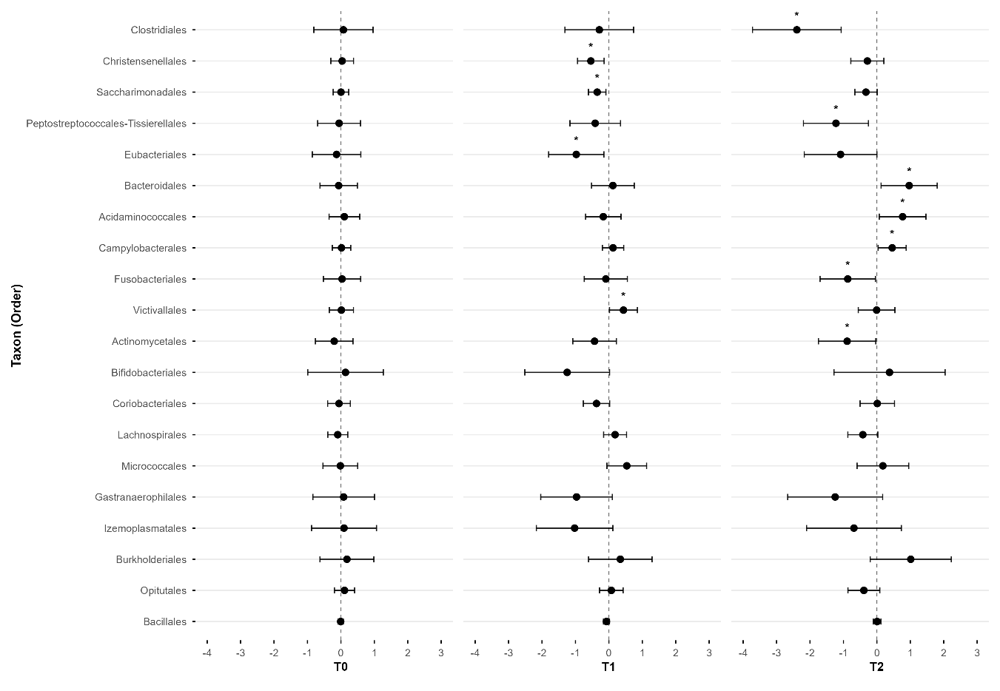 Taxon (Order)
Clostridiales
*
Christensenellales
*
Saccharimonadales
*
Peptostreptococcales-Tissierellales
*
Eubacteriales
*
Bacteroidales
*
Acidaminococcales
*
Campylobacterales
*
Fusobacteriales
*
Victivallales
*
Actinomycetales
*
Bifidobacteriales
Coriobacteriales
Lachnospirales
Micrococcales
Gastranaerophilales
Izemoplasmatales
Burkholderiales
Opitutales
Bacillales
-4 -3 -2 -1 0 1 2 3
T0
-4 -3 -2 -1 0 1 2 3
T1
-4 -3 -2 -1 0 1 2 3
T2